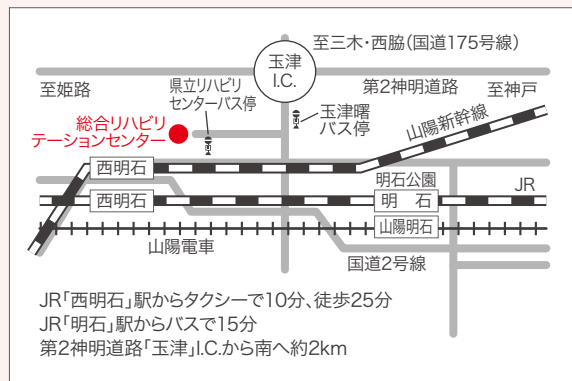 至三木・西脇(国道175号線)
玉津
I.C.
至姫路
県立リハビリ
センターバス停
第2神明道路
至神戸
総合リハビリ
テーションセンター
玉津曙
バス停
山陽新幹線
西明石
明石公園
JR
西明石
明 石
山陽明石
山陽電車
国道2号線
JR「西明石」駅からタクシーで10分、徒歩25分
JR「明石」駅からバスで15分
第2神明道路「玉津」I.C.から南へ約2km